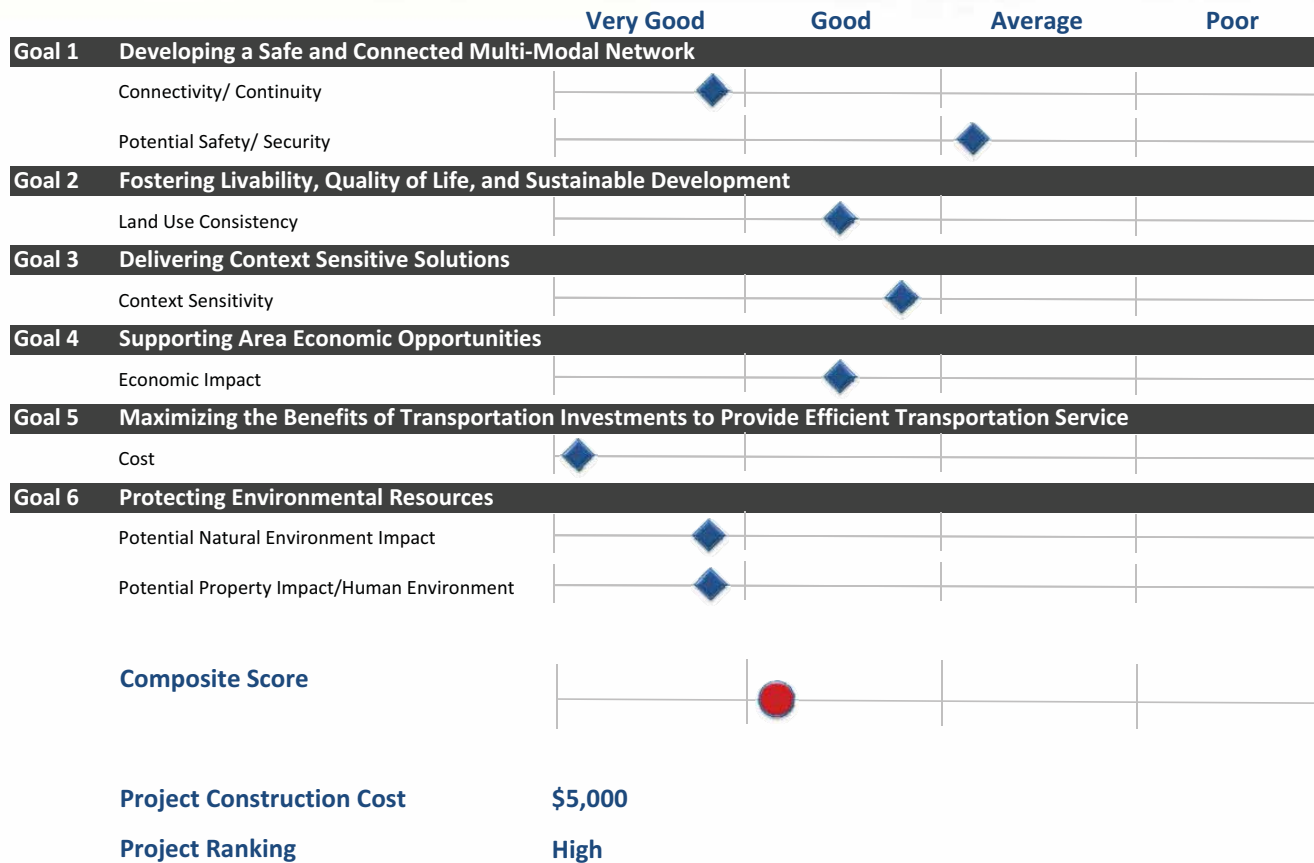 Very Good Good Average Poor
Goal 1 Developing a Safe and Connected Multi-Modal Network
Connectivity/ Continuity
Potential Safety/ Security
Goal 2 Fostering Livability, Quality of Life, and Sustainable Development
Land Use Consistency
Goal 3 Delivering Context Sensitive Solutions
Context Sensitivity
Goal 4 Supporting Area Economic Opportunities
Economic Impact
Goal 5 Maximizing the Benefits of Transportation Investments to Provide Efficient Transportation Service
Cost
Goal 6 Protecting Environmental Resources
Potential Natural Environment Impact
Potential Property Impact/Human Environment
Composite Score
Project Construction Cost $5,000
Project Ranking High